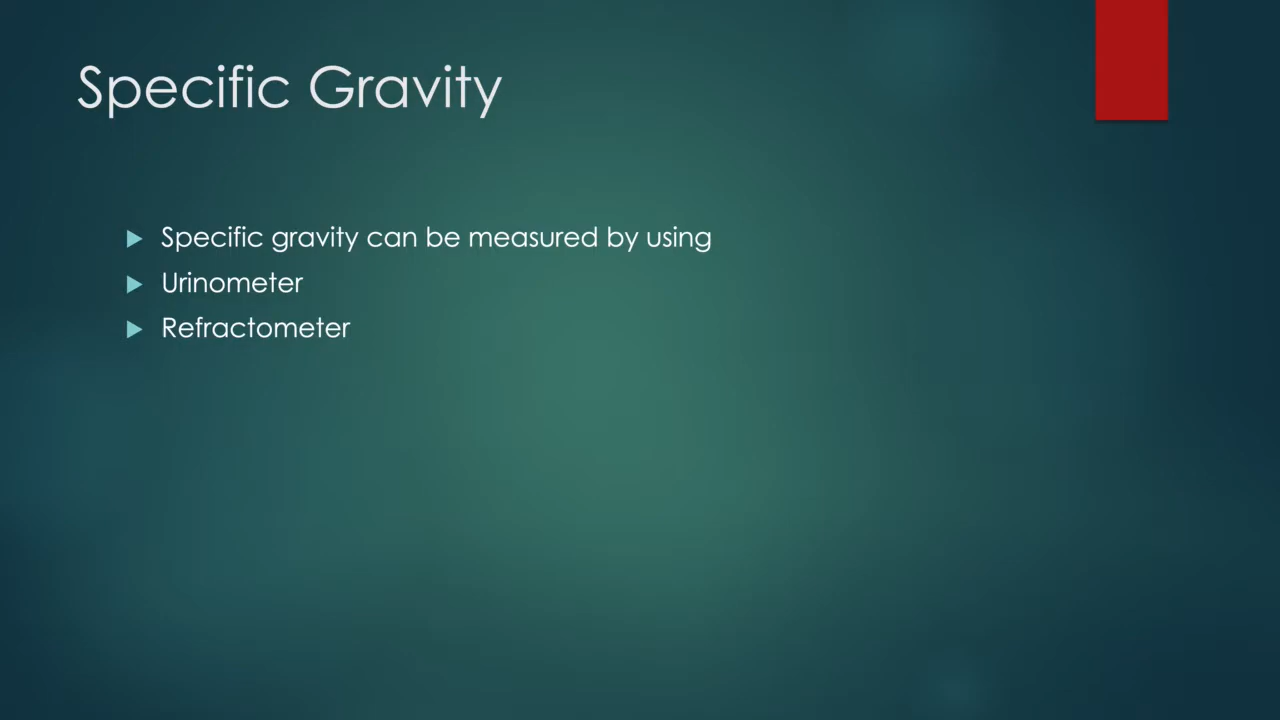 Specific Gravity
Specific gravity can be measured by using
Urinometer
Refractometer